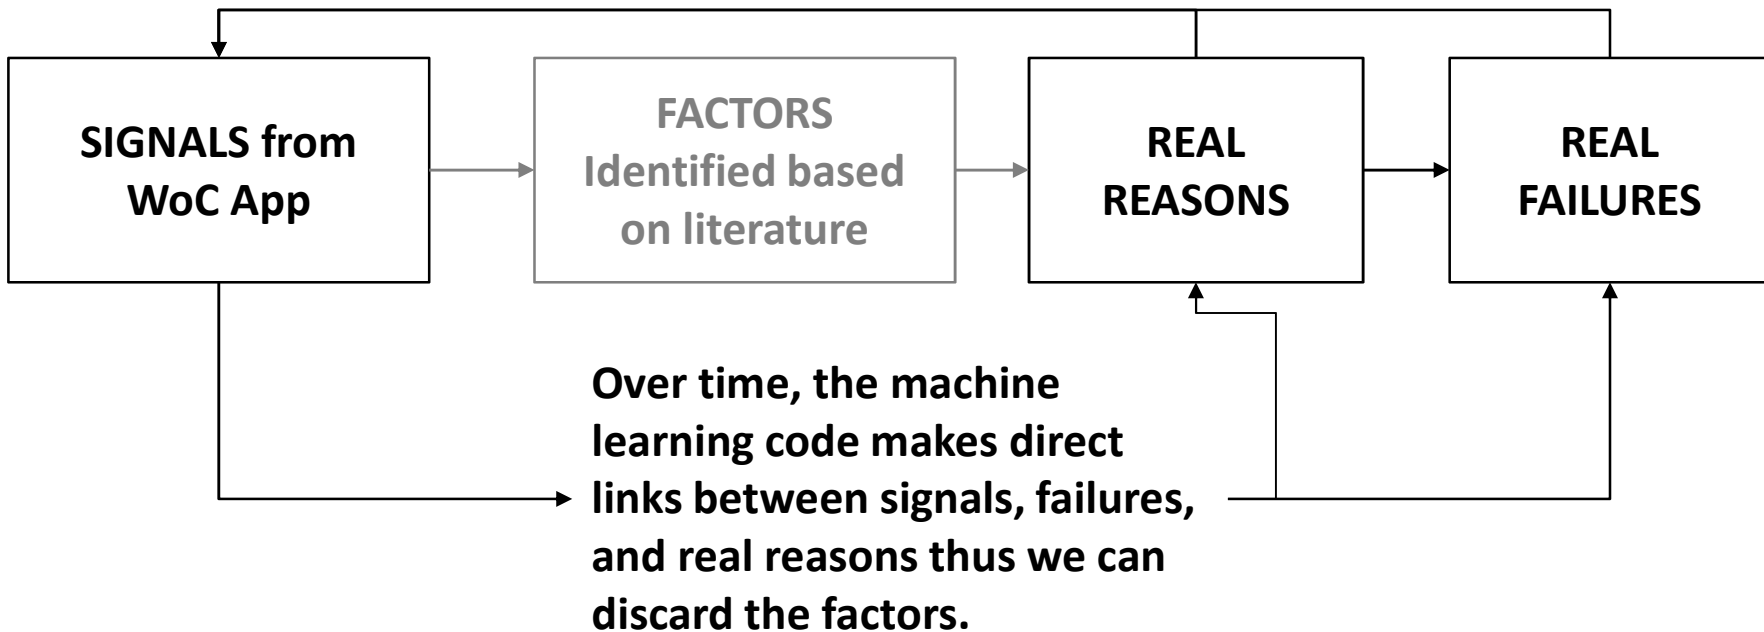 SIGNALS from
WoC App
FACTORS
Identified based
on literature
REAL
REASONS
REAL
FAILURES
Over time, the machine
learning code makes direct
links between signals, failures,
and real reasons thus we can
discard the factors.